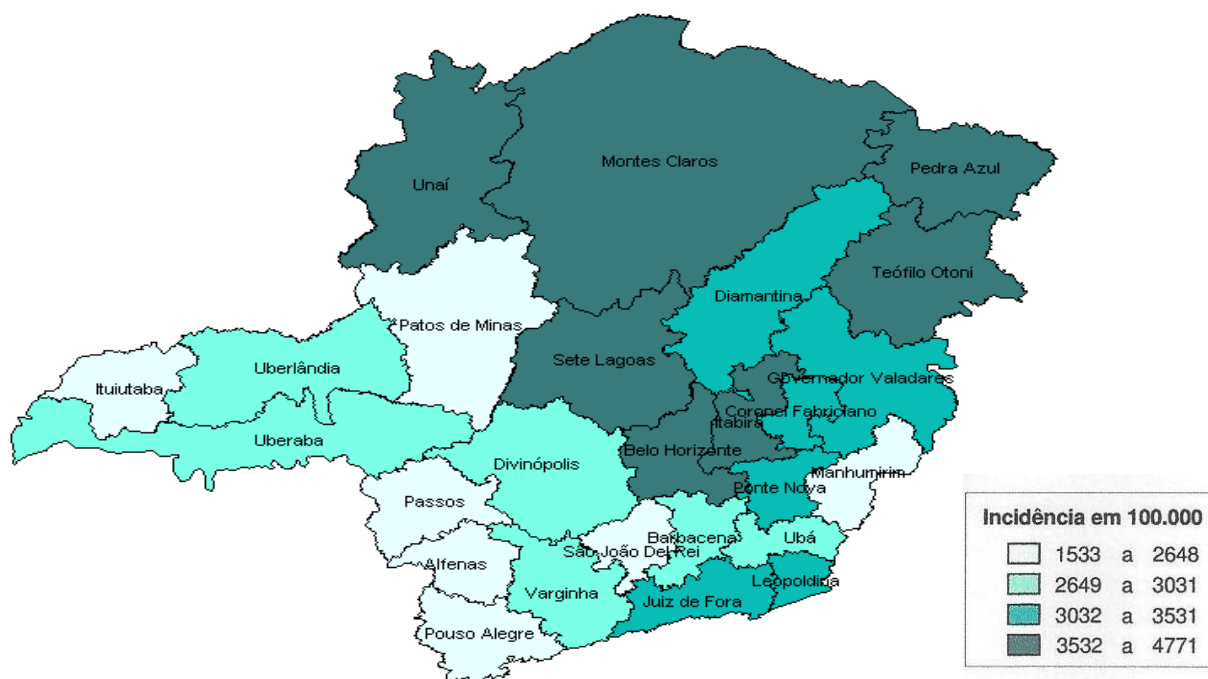 Montes Claros
Pedra Azul
Unaí
Teófilo Otoni
Diamantina
Patos de Minas
Sete Lagoas
Uberlândia
Governador Valadares
Ituiutaba
Coronel Fabriciano
Itabira
Uberaba
Belo Horizonte
Divinópolis
Manhumirim
Ponte Nova
Passos
Barbacena
Ubá
São João Del Rei
Alfenas
Leopoldina
Varginha
Juiz de Fora
Pouso Alegre
Incidência em 100.000
1533 a 2648
2649 a 3031
3032 a 3531
3532 a 4771